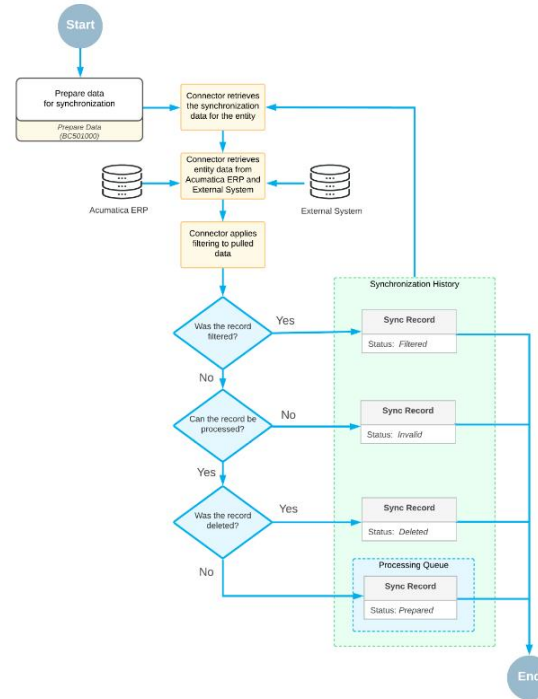 Start
Prepare data
for synchronization
Prepare Data
(BC501000)
Connector retrieves
the synchronization
data for the entity
Connector retrieves
entity data from
Acumatica ERP and
External System
Acumatica ERP
External System
Connector applies
filtering to pulled
data
Synchronization History
Was the record
filtered?
Yes
Sync Record
Status: Filtered
No
Can the record be
processed?
No
Sync Record
Status: Invalid
Yes
Was the record
deleted?
Yes
Sync Record
Status: Deleted
No
Processing Queue
Sync Record
Status: Prepared
End